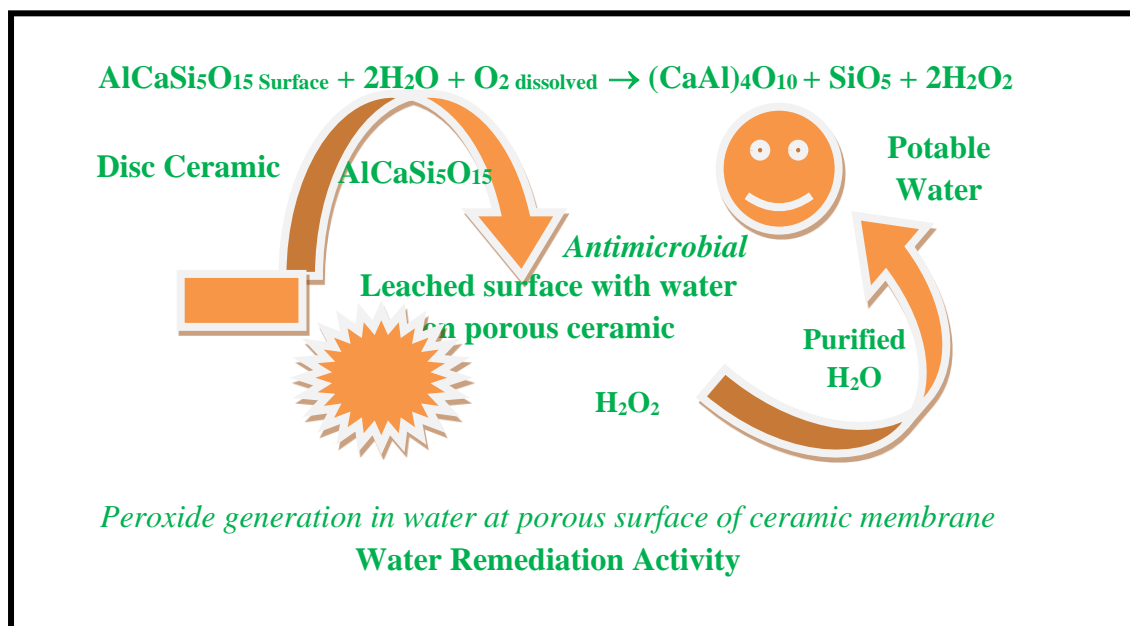 AlCaSi₅O₁₅ Surface + 2H₂O + O₂ dissolved → (CaAl)₄O₁₀ + SiO₅ + 2H₂O₂
Disc Ceramic
AlCaSi₅O₁₅
Potable
Water
Antimicrobial
Leached surface with water
on porous ceramic
Purified
H₂O
H₂O₂
Peroxide generation in water at porous surface of ceramic membrane
Water Remediation Activity